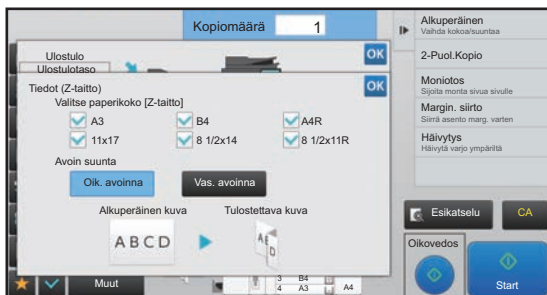 Kopiomäärä 1
Ulostulo
OK
Ulostulotaso
Tiedot (Z-taitto)
OK
Valitse paperikoko [Z-taitto]
A3
B4
A4R
11x17
8 1/2x14
8 1/2x11R
Avoin suunta
Oik. avoinna
Vas. avoinna
Alkuperäinen kuva
Tulostettava kuva
ABCD
Muut
3 B4
4 A3
A4
Alkuperäinen
Vaihda kokoa/suuntaa
2-Puol.Kopio
Moniotos
Sijoita monta sivua sivulle
Margin. siirto
Siirrä asento marg. varten
Häivytys
Häivytä varjo ympäriltä
Esikatselu
CA
Oikovedos
Start